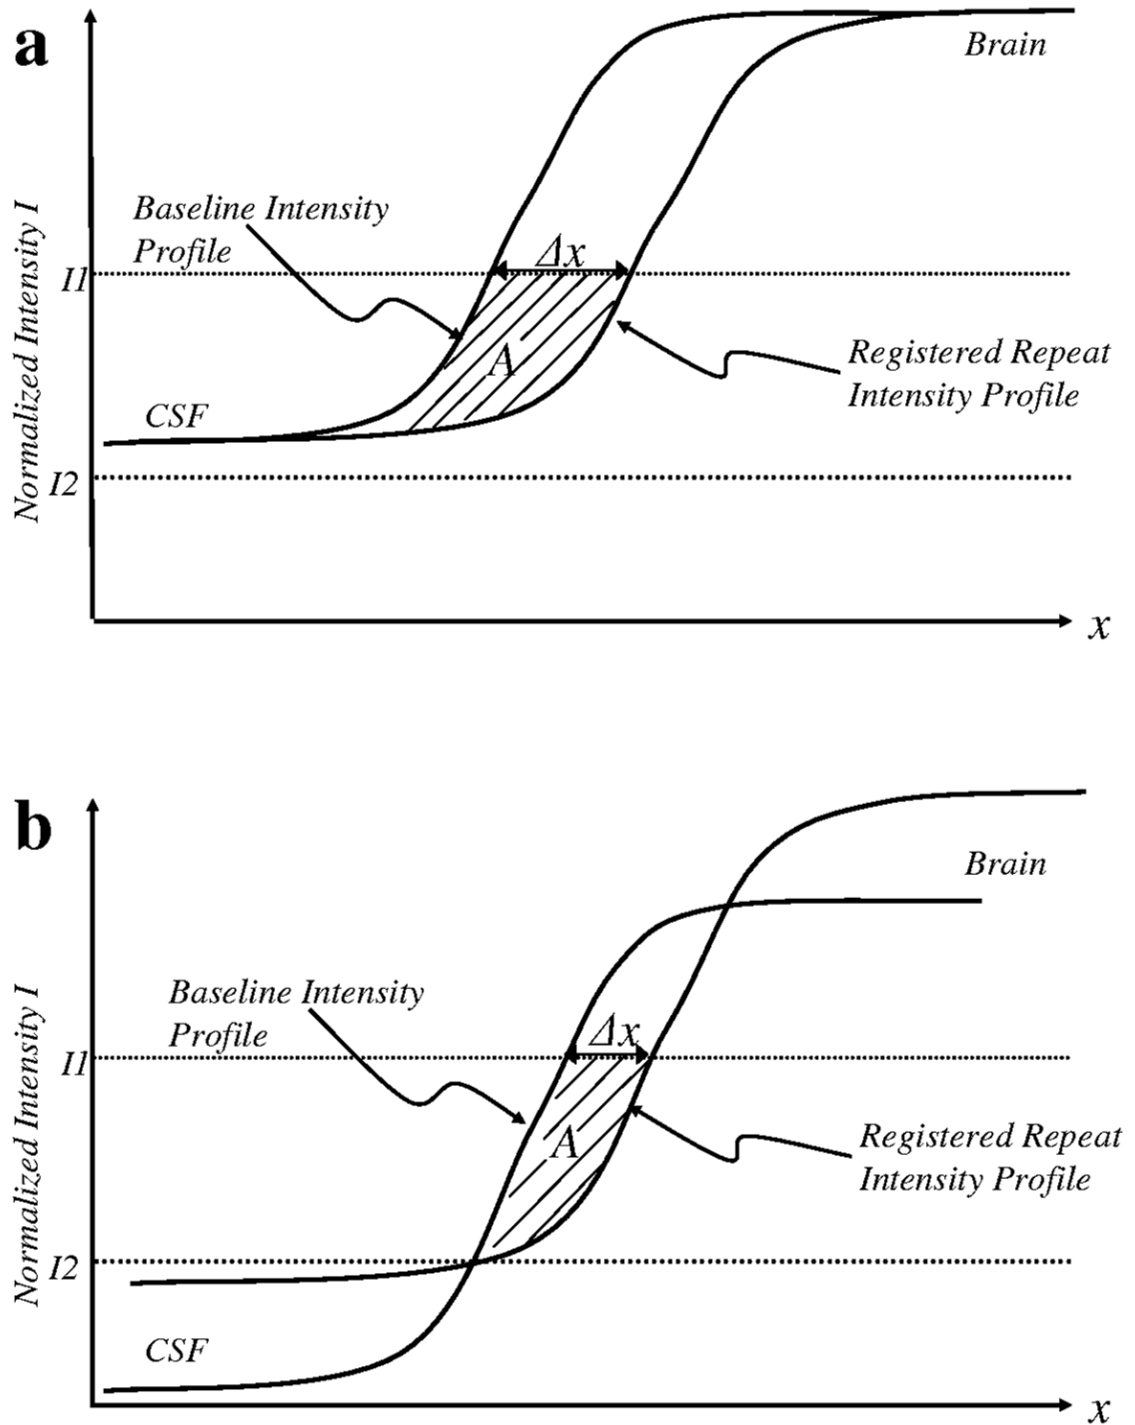 a
Brain
Baseline Intensity
Profile
Δx
I1
A
Registered Repeat
Intensity Profile
CSF
I2
Normalized Intensity I
x
b
Brain
Baseline Intensity
Profile
Δx
I1
A
Registered Repeat
Intensity Profile
I2
CSF
Normalized Intensity I
x